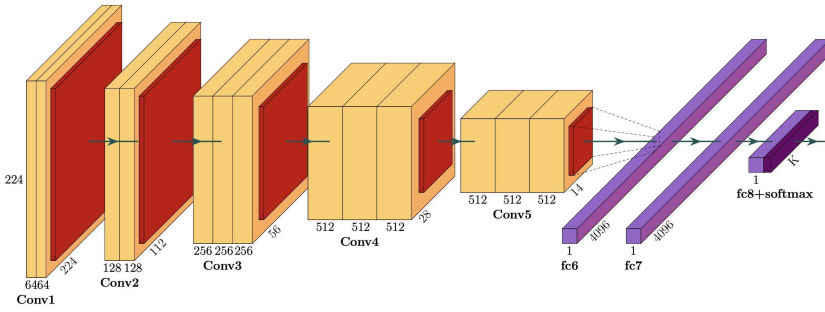 224
6464
224
Conv1
128 128
112
Conv2
256 256 256
56
Conv3
512 512 512
28
Conv4
512 512 512
14
Conv5
1
4096
fc6
1
4096
fc7
1
K
fc8+softmax